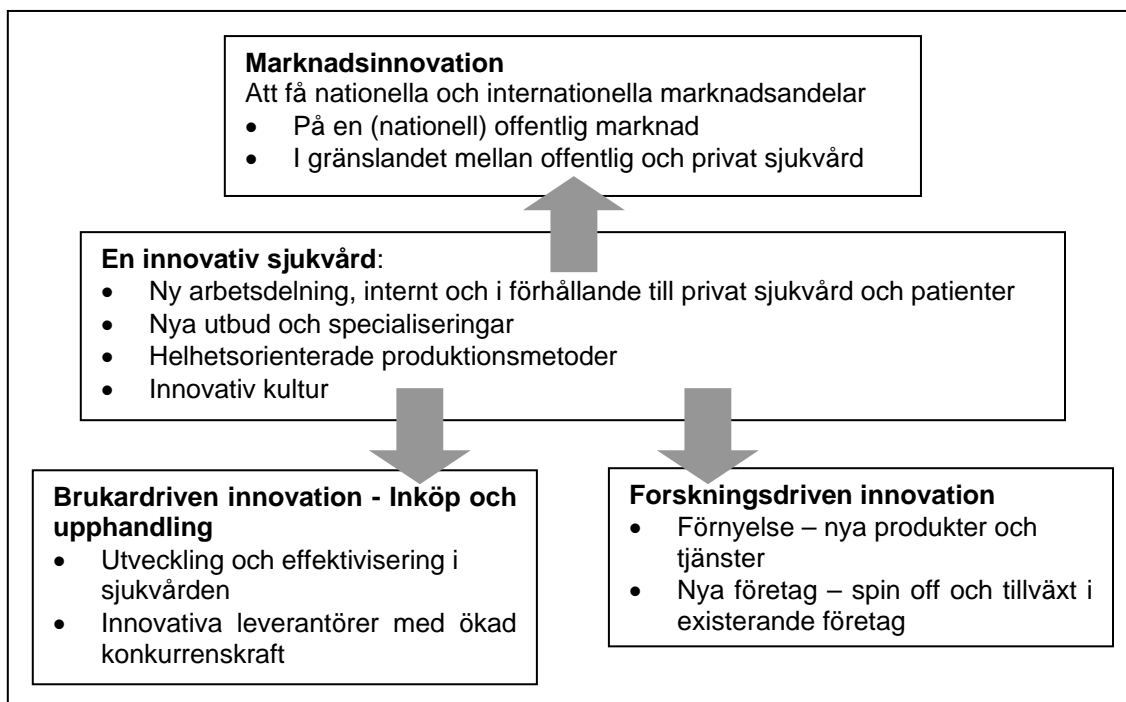 Marknadsinnovation
Att få nationella och internationella marknadsandelar
• På en (nationell) offentlig marknad
• I gränslandet mellan offentlig och privat sjukvård
En innovativ sjukvård:
• Ny arbetsdelning, internt och i förhållande till privat sjukvård och patienter
• Nya utbud och specialiseringar
• Helhetsorienterade produktionsmetoder
• Innovativ kultur
Brukardriven innovation - Inköp och
upphandling
• Utveckling och effektivisering i
sjukvården
• Innovativa leverantörer med ökad
konkurrenskraft
Forskningsdriven innovation
• Förnyelse – nya produkter och
tjänster
• Nya företag – spin off och tillväxt i
existerande företag